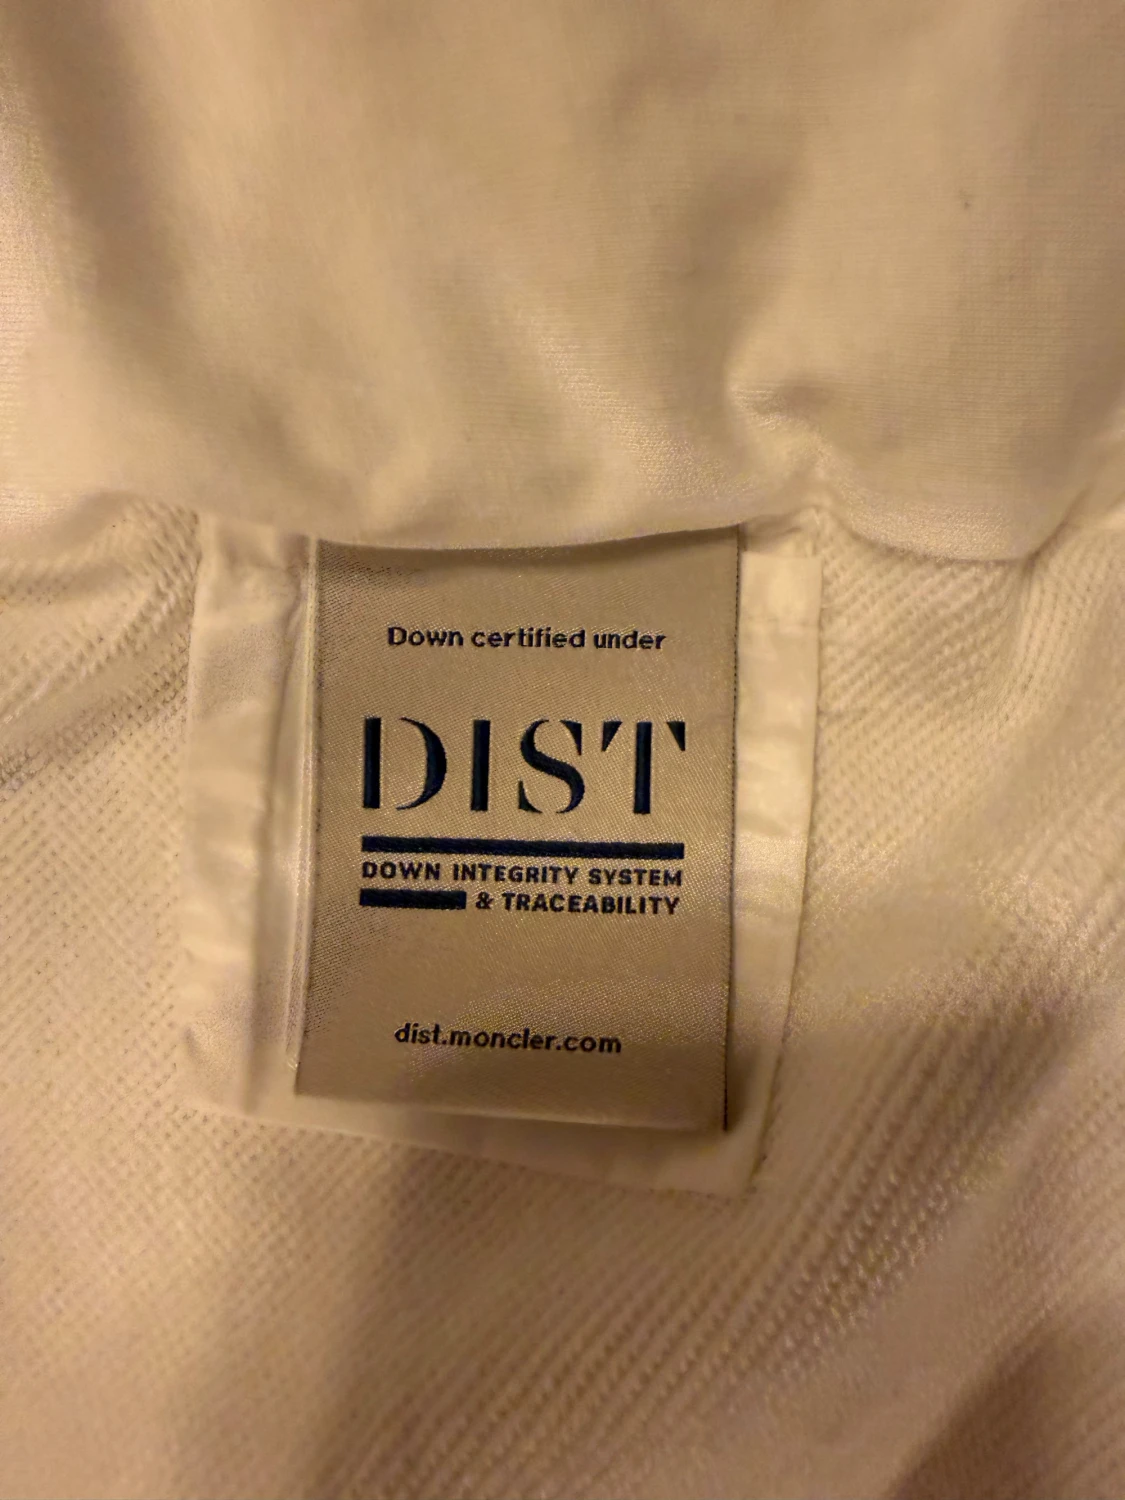 Down certified under
DIST
DOWN INTEGRITY SYSTEM
& TRACEABILITY
dist.moncler.com